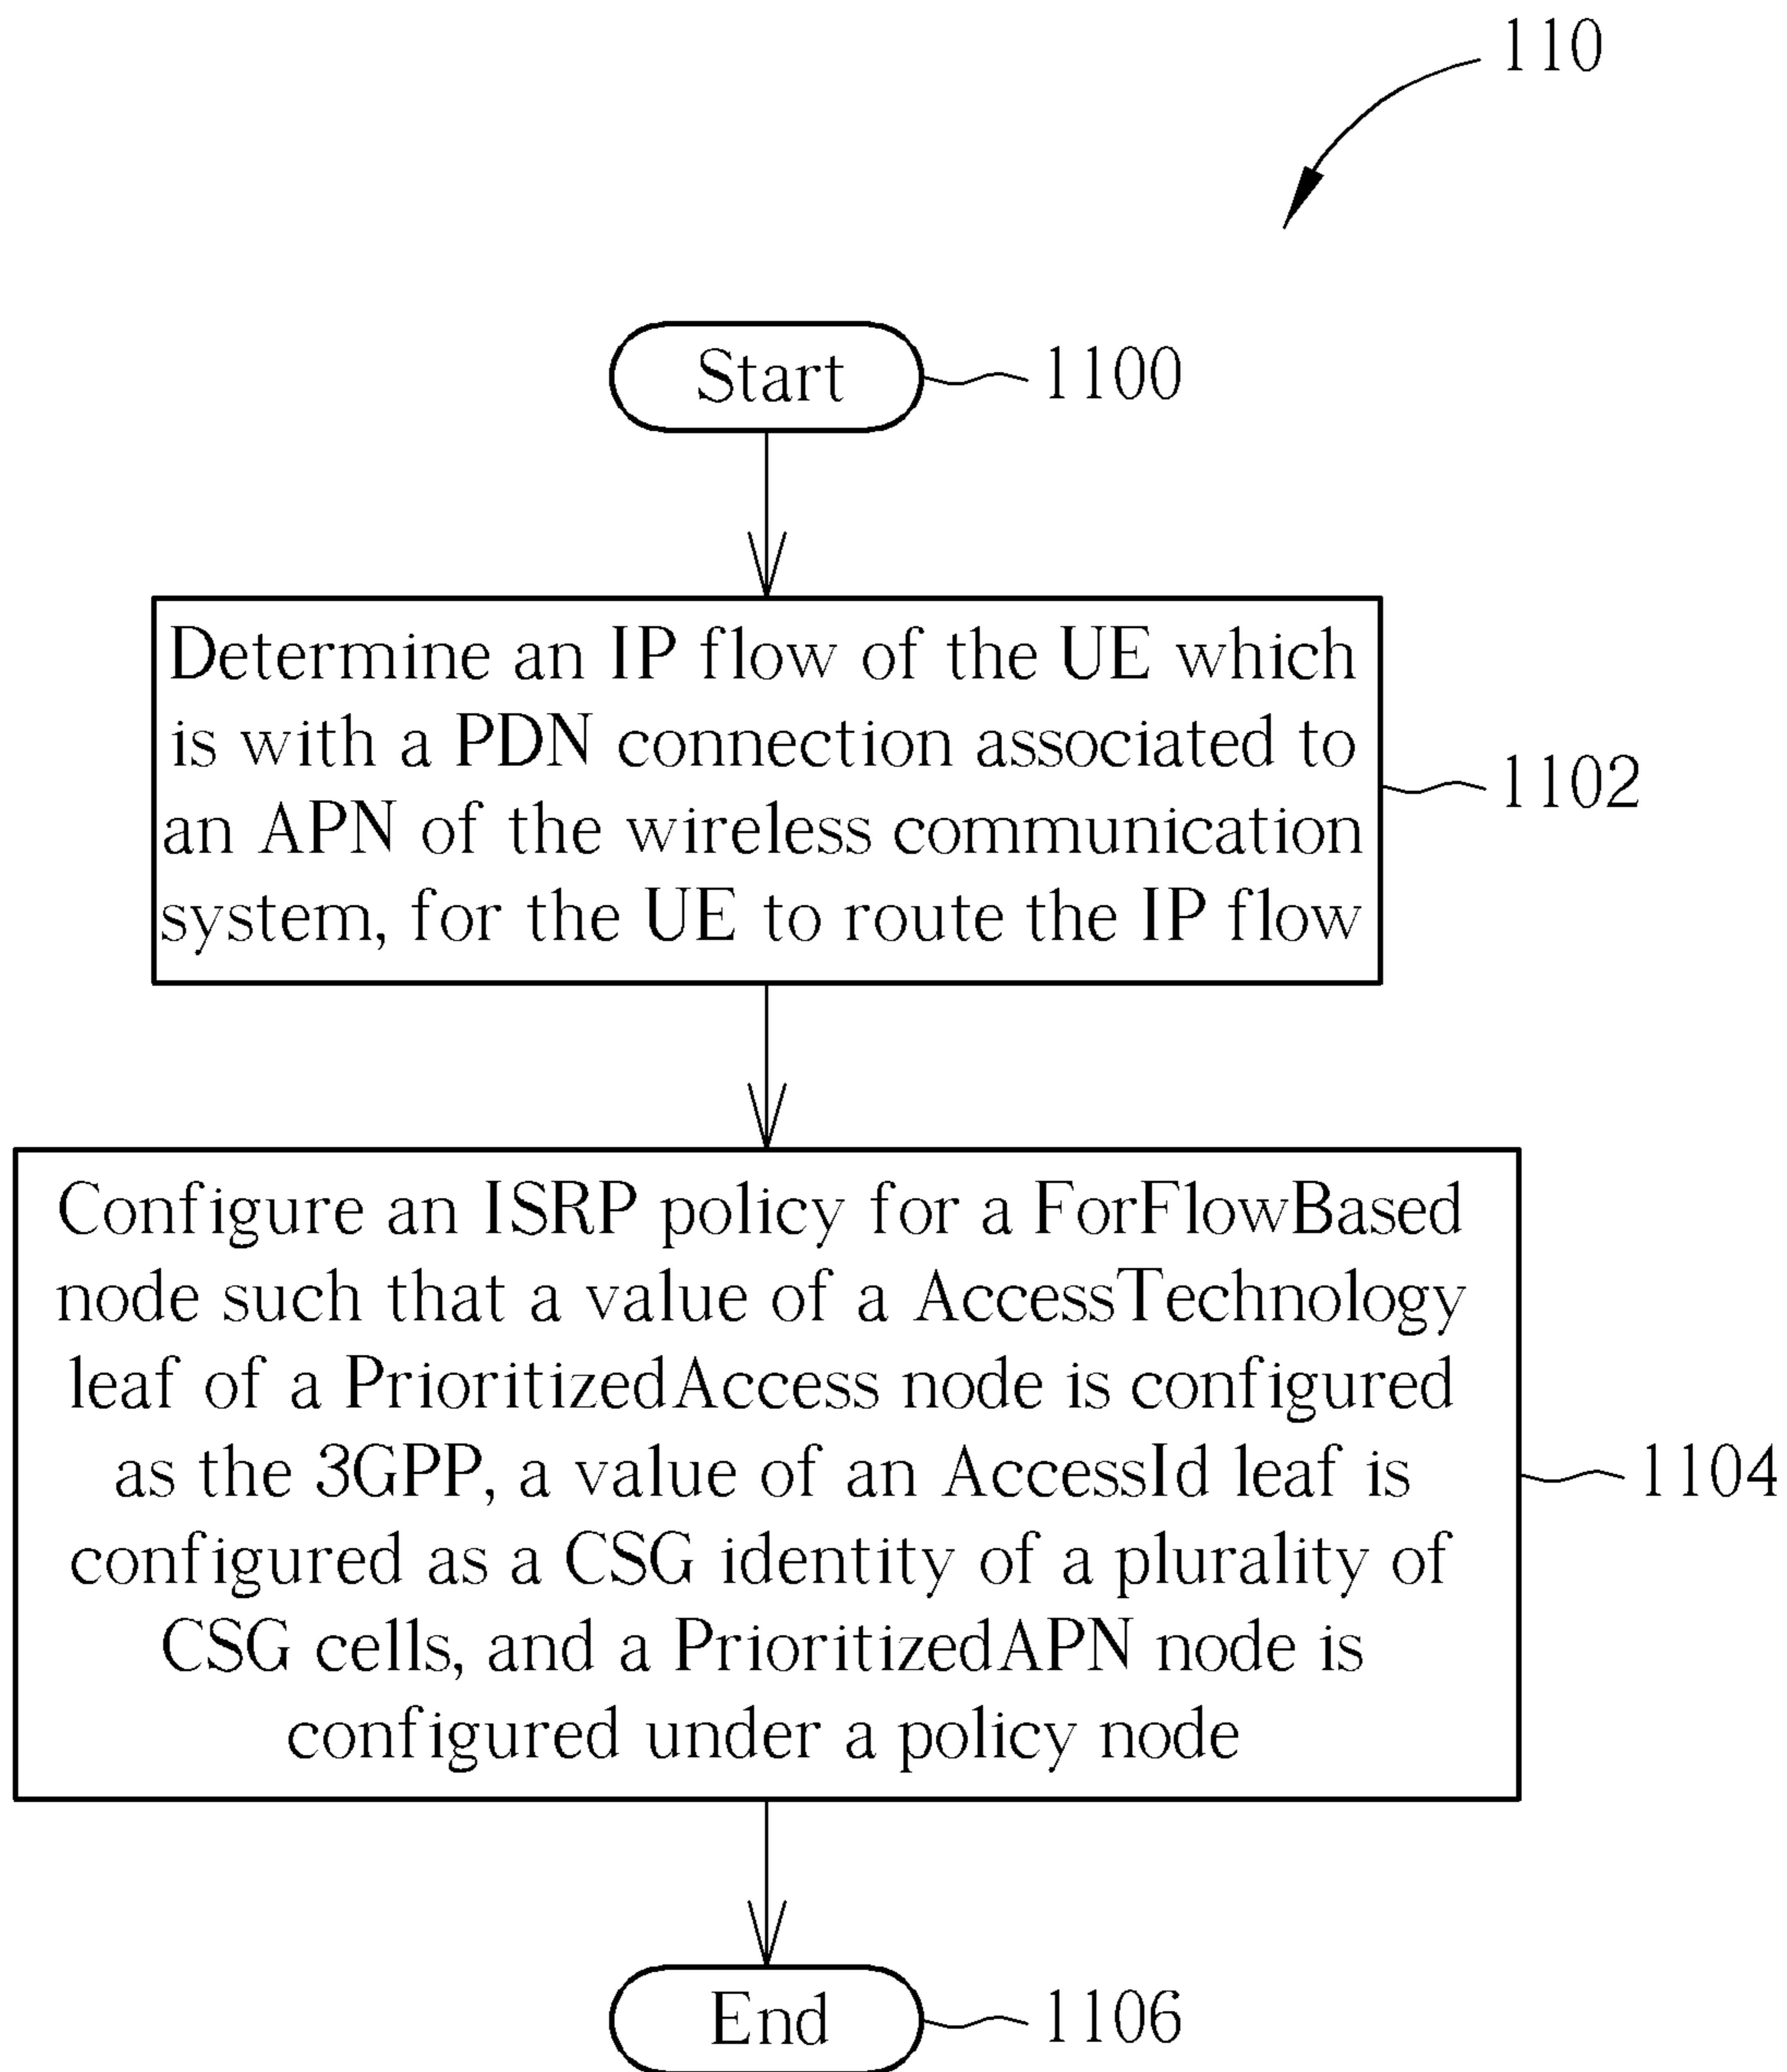 110
Start
1100
Determine an IP flow of the UE which
is with a PDN connection associated to
an APN of the wireless communication
system, for the UE to route the IP flow
1102
Configure an ISRP policy for a ForFlowBased
node such that a value of a AccessTechnology
leaf of a PrioritizedAccess node is configured
as the 3GPP, a value of an AccessId leaf is
configured as a CSG identity of a plurality of
CSG cells, and a PrioritizedAPN node is
configured under a policy node
1104
End
1106